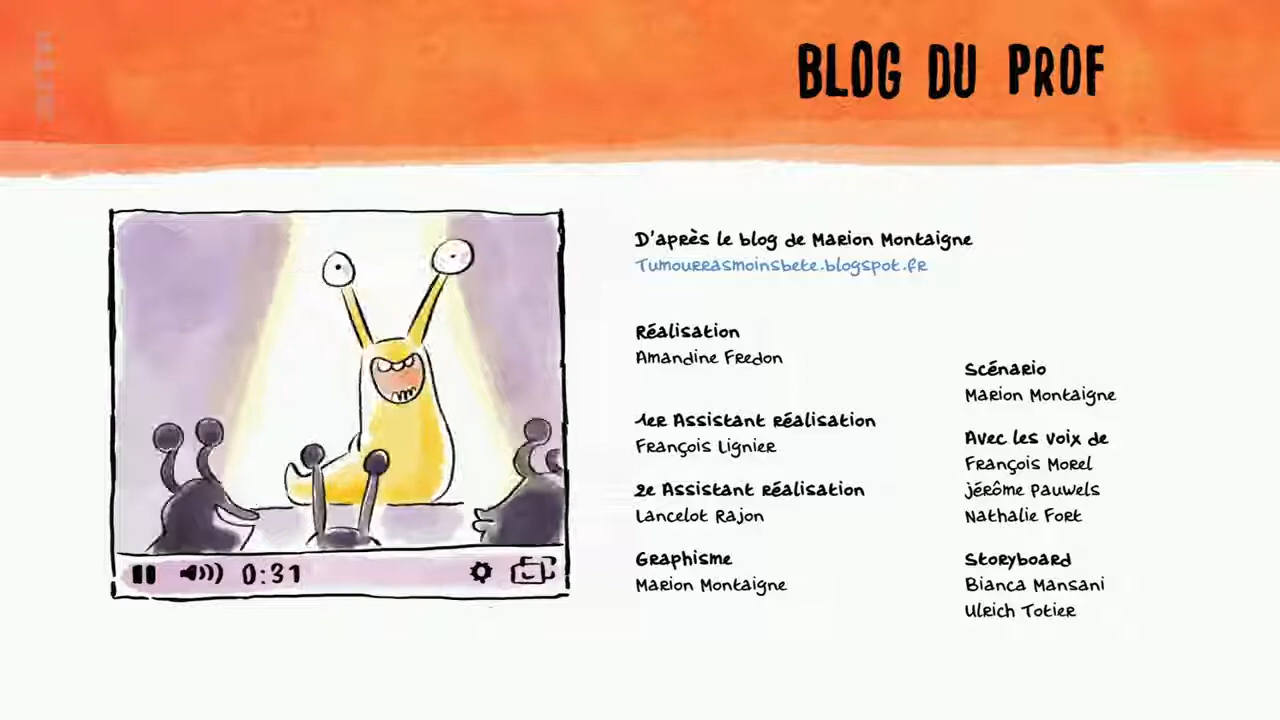 BLOG DU PROF
D'après le blog de Marion Montaigne
Tumourrasmoinsbete.blogspot.fr
Réalisation
Amandine Fredon
1er Assistant Réalisation
François Lignier
2e Assistant Réalisation
Lancelot Rajon
Graphisme
Marion Montaigne
Scénario
Marion Montaigne
Avec les voix de
François Morel
jérôme Pauwels
Nathalie Fort
Storyboard
Bianca Mansani
Ulrich Totier
0:31